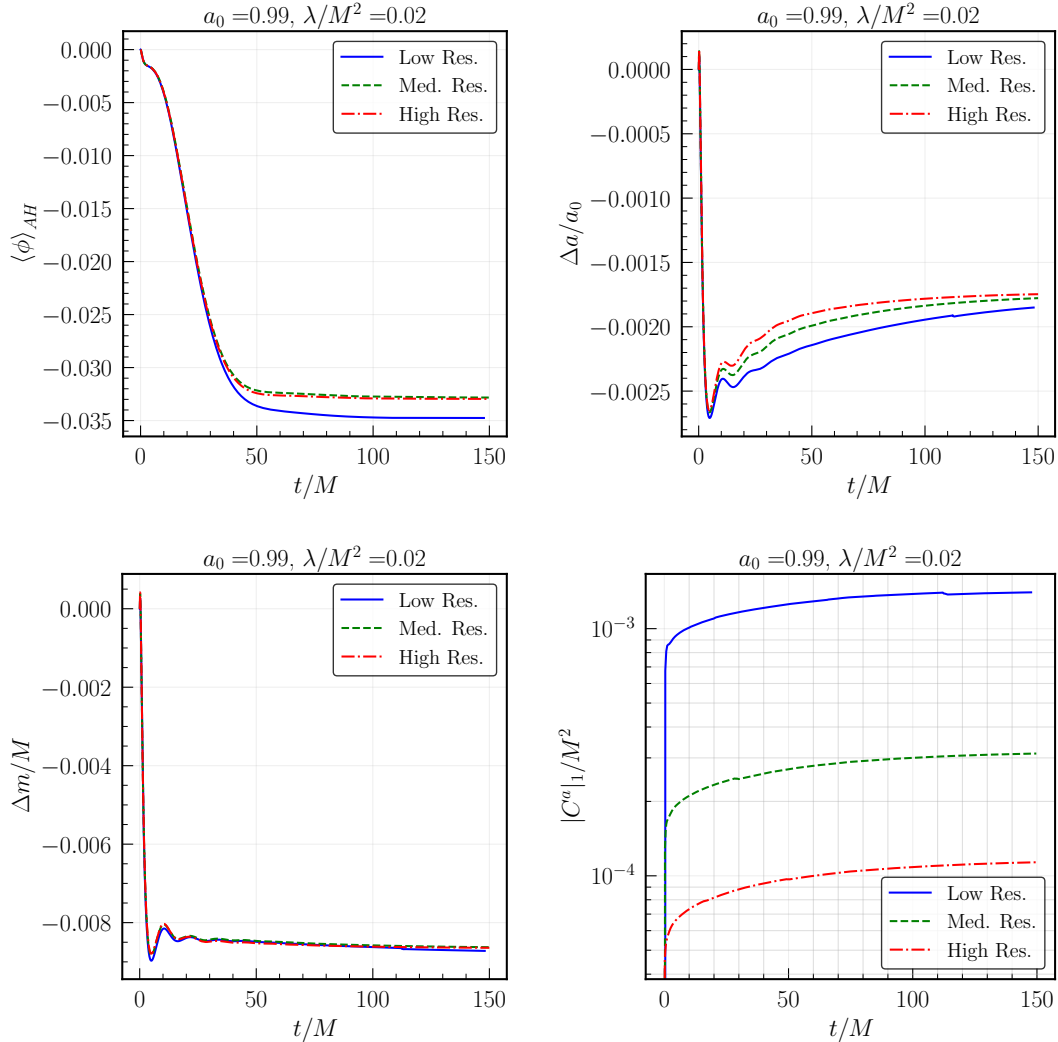 a₀ =0.99, λ/M² =0.02
0.000
−0.005
−0.010
−0.015
−0.020
−0.025
−0.030
−0.035
⟨ϕ⟩_AH
Low Res.
Med. Res.
High Res.
0 50 100 150
t/M
a₀ =0.99, λ/M² =0.02
0.0000
−0.0005
−0.0010
−0.0015
−0.0020
−0.0025
Δa/a₀
Low Res.
Med. Res.
High Res.
0 50 100 150
t/M
a₀ =0.99, λ/M² =0.02
0.000
−0.002
−0.004
−0.006
−0.008
Δm/M
Low Res.
Med. Res.
High Res.
0 50 100 150
t/M
a₀ =0.99, λ/M² =0.02
10⁻³
10⁻⁴
|Cᵃ|₁/M²
Low Res.
Med. Res.
High Res.
0 50 100 150
t/M